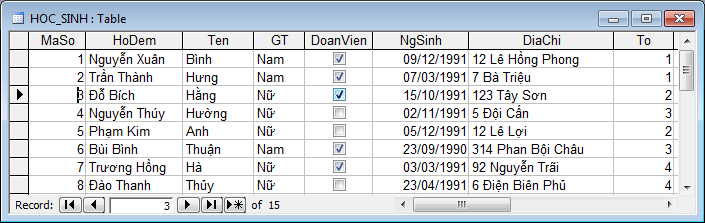 HOC_SINH : Table
MaSo HoDem Ten GT DoanVien NgSinh DiaChi To
1 Nguyễn Xuân Bình Nam 09/12/1991 12 Lê Hồng Phong 1
2 Trần Thành Hưng Nam 07/03/1991 7 Bà Triệu 1
3 Đỗ Bích Hằng Nữ 15/10/1991 123 Tây Sơn 2
4 Nguyễn Thúy Hường Nữ 02/11/1991 5 Đội Cấn 3
5 Phạm Kim Anh Nữ 05/12/1991 12 Lê Lợi 2
6 Bùi Bình Thuận Nam 23/09/1990 314 Phan Bội Châu 3
7 Trương Hồng Hà Nữ 03/03/1991 92 Nguyễn Trãi 4
8 Đào Thanh Thủy Nữ 23/04/1991 6 Điện Biên Phủ 4
Record: 3 of 15